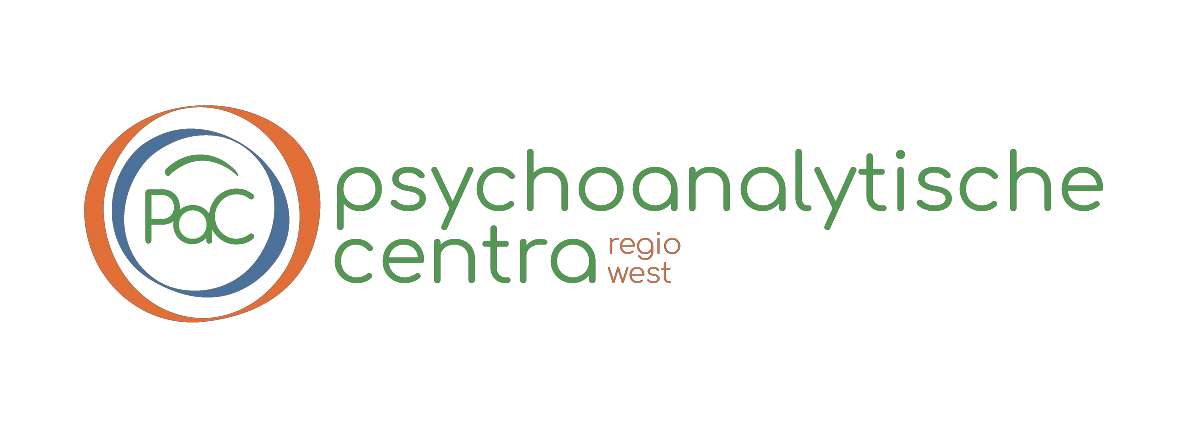 PaC
psychoanalytische
centra
regio
west